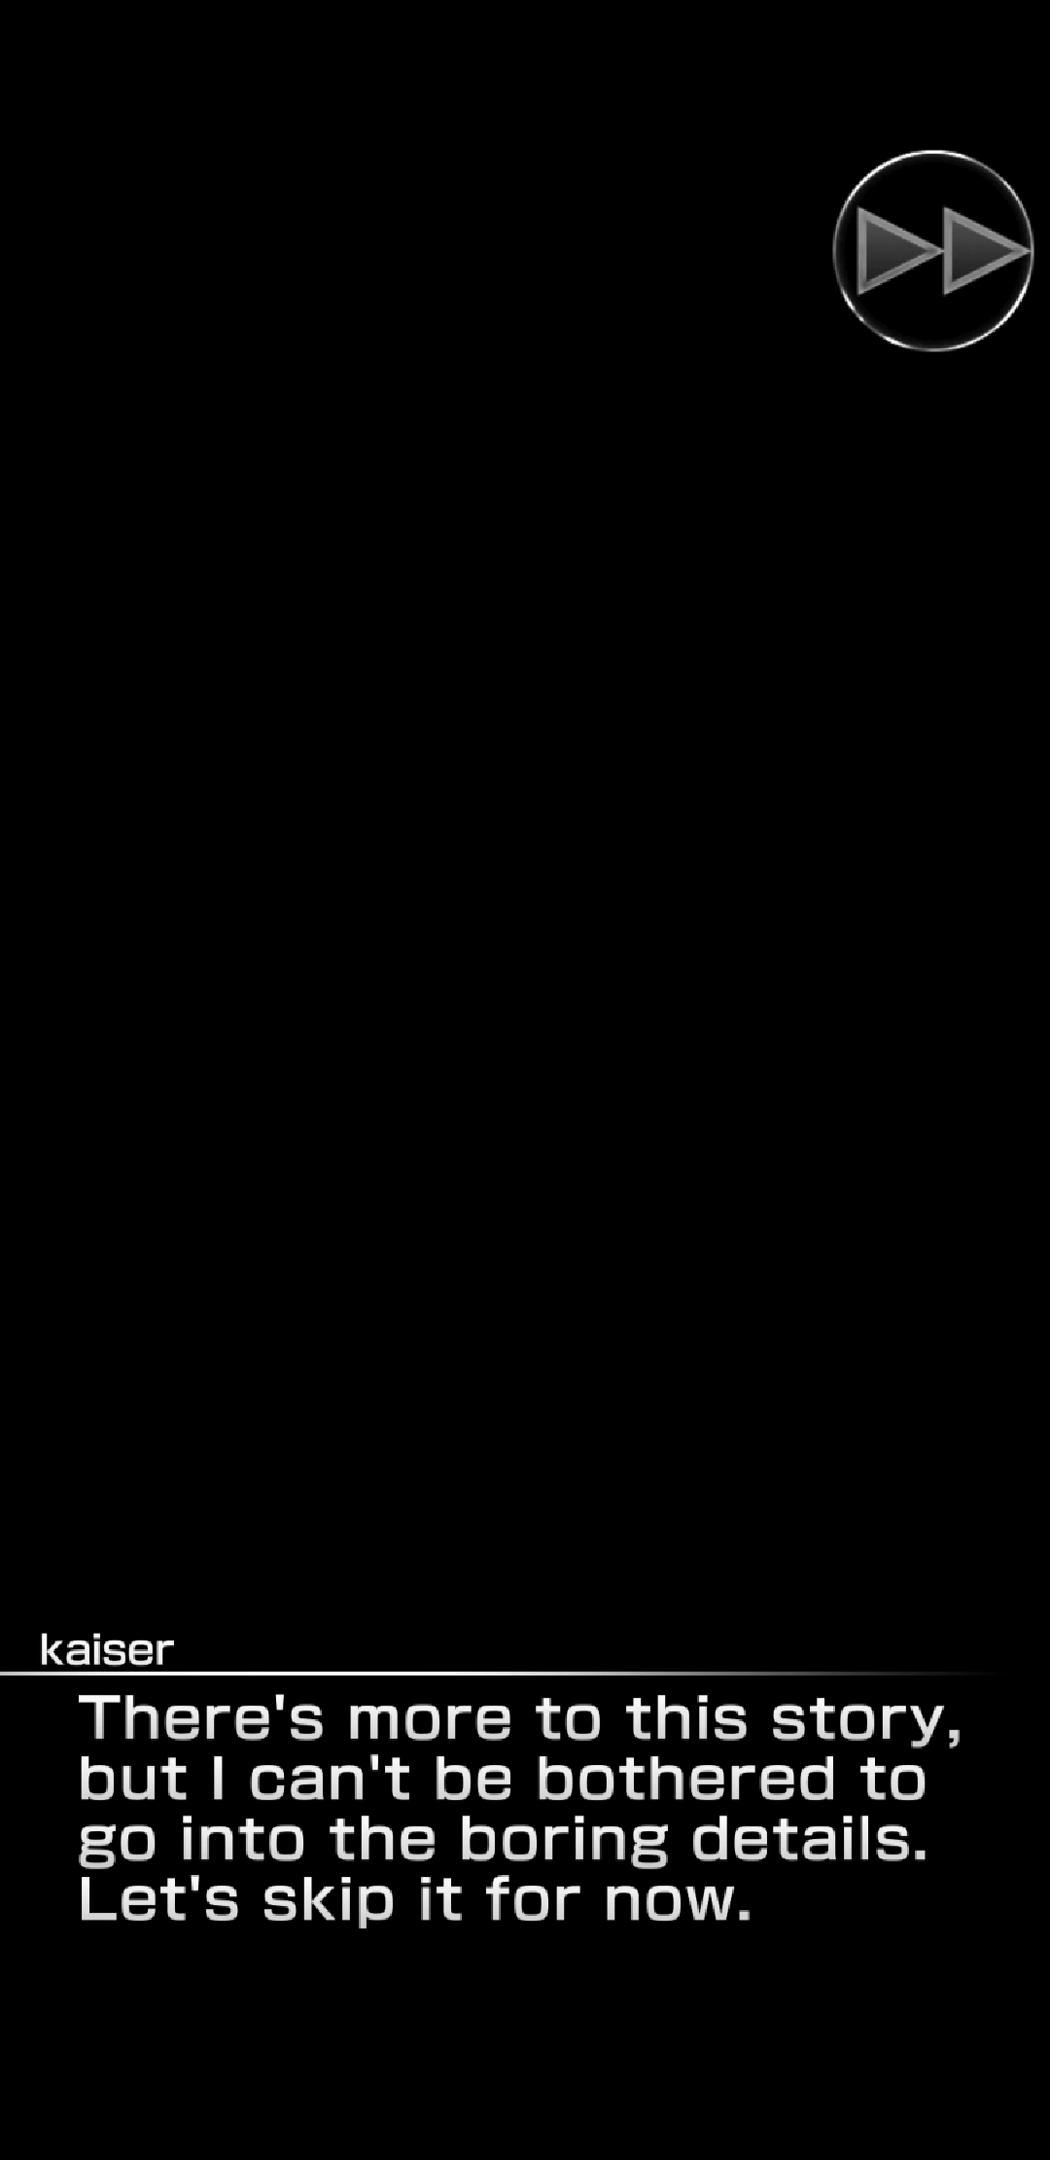 kaiser
There's more to this story,
but I can't be bothered to
go into the boring details.
Let's skip it for now.